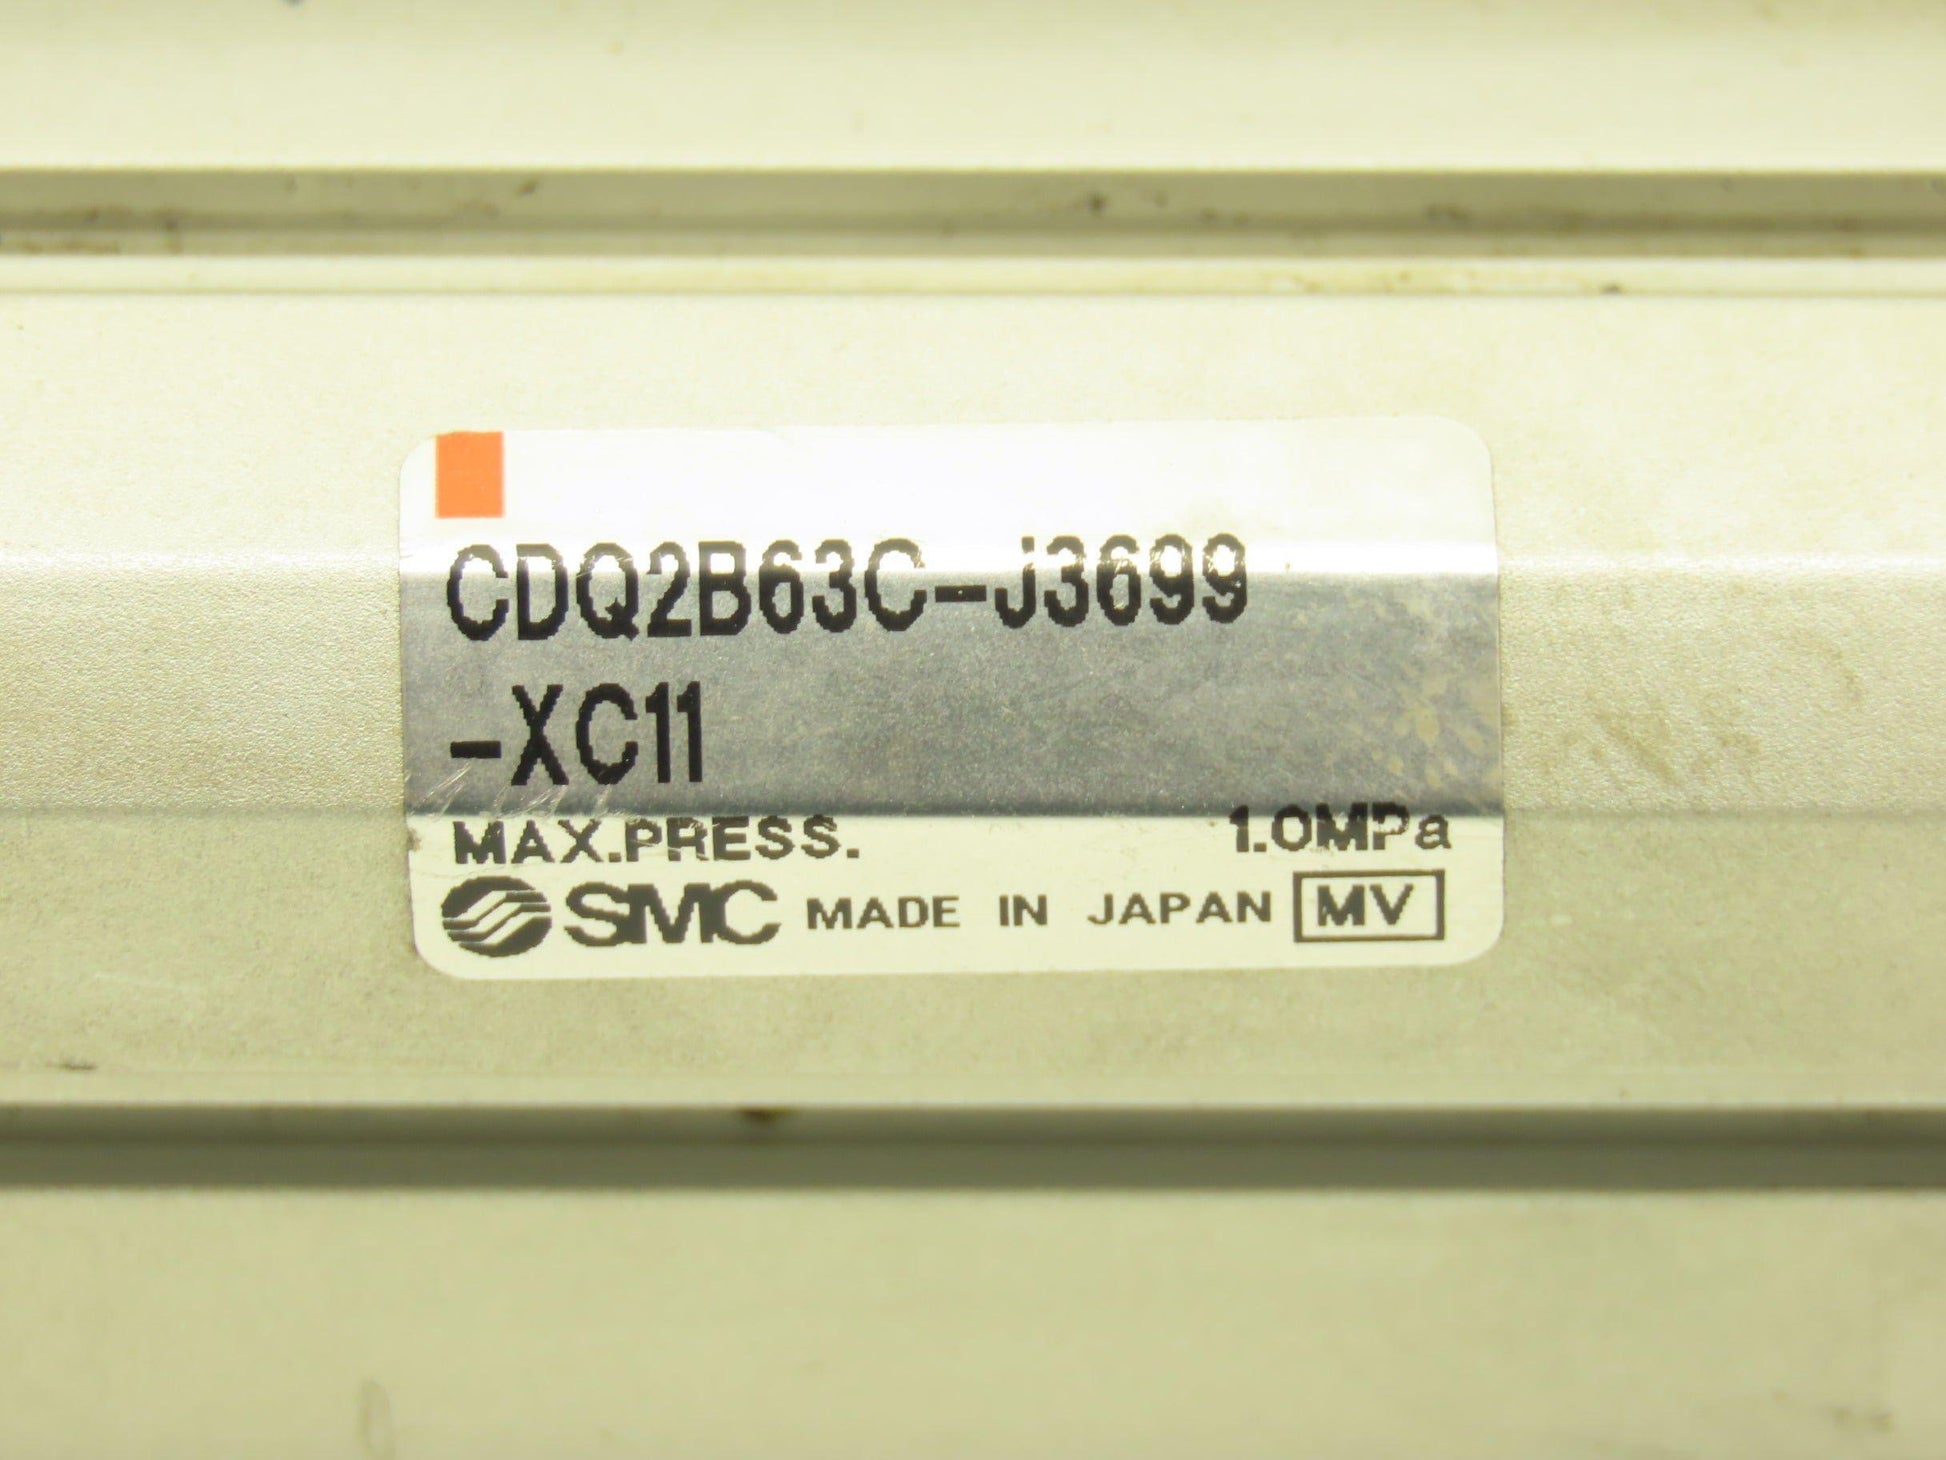 CDQ2B63C-J3699
-XC11
MAX.PRESS. 1.0MPa
SMC MADE IN JAPAN MV